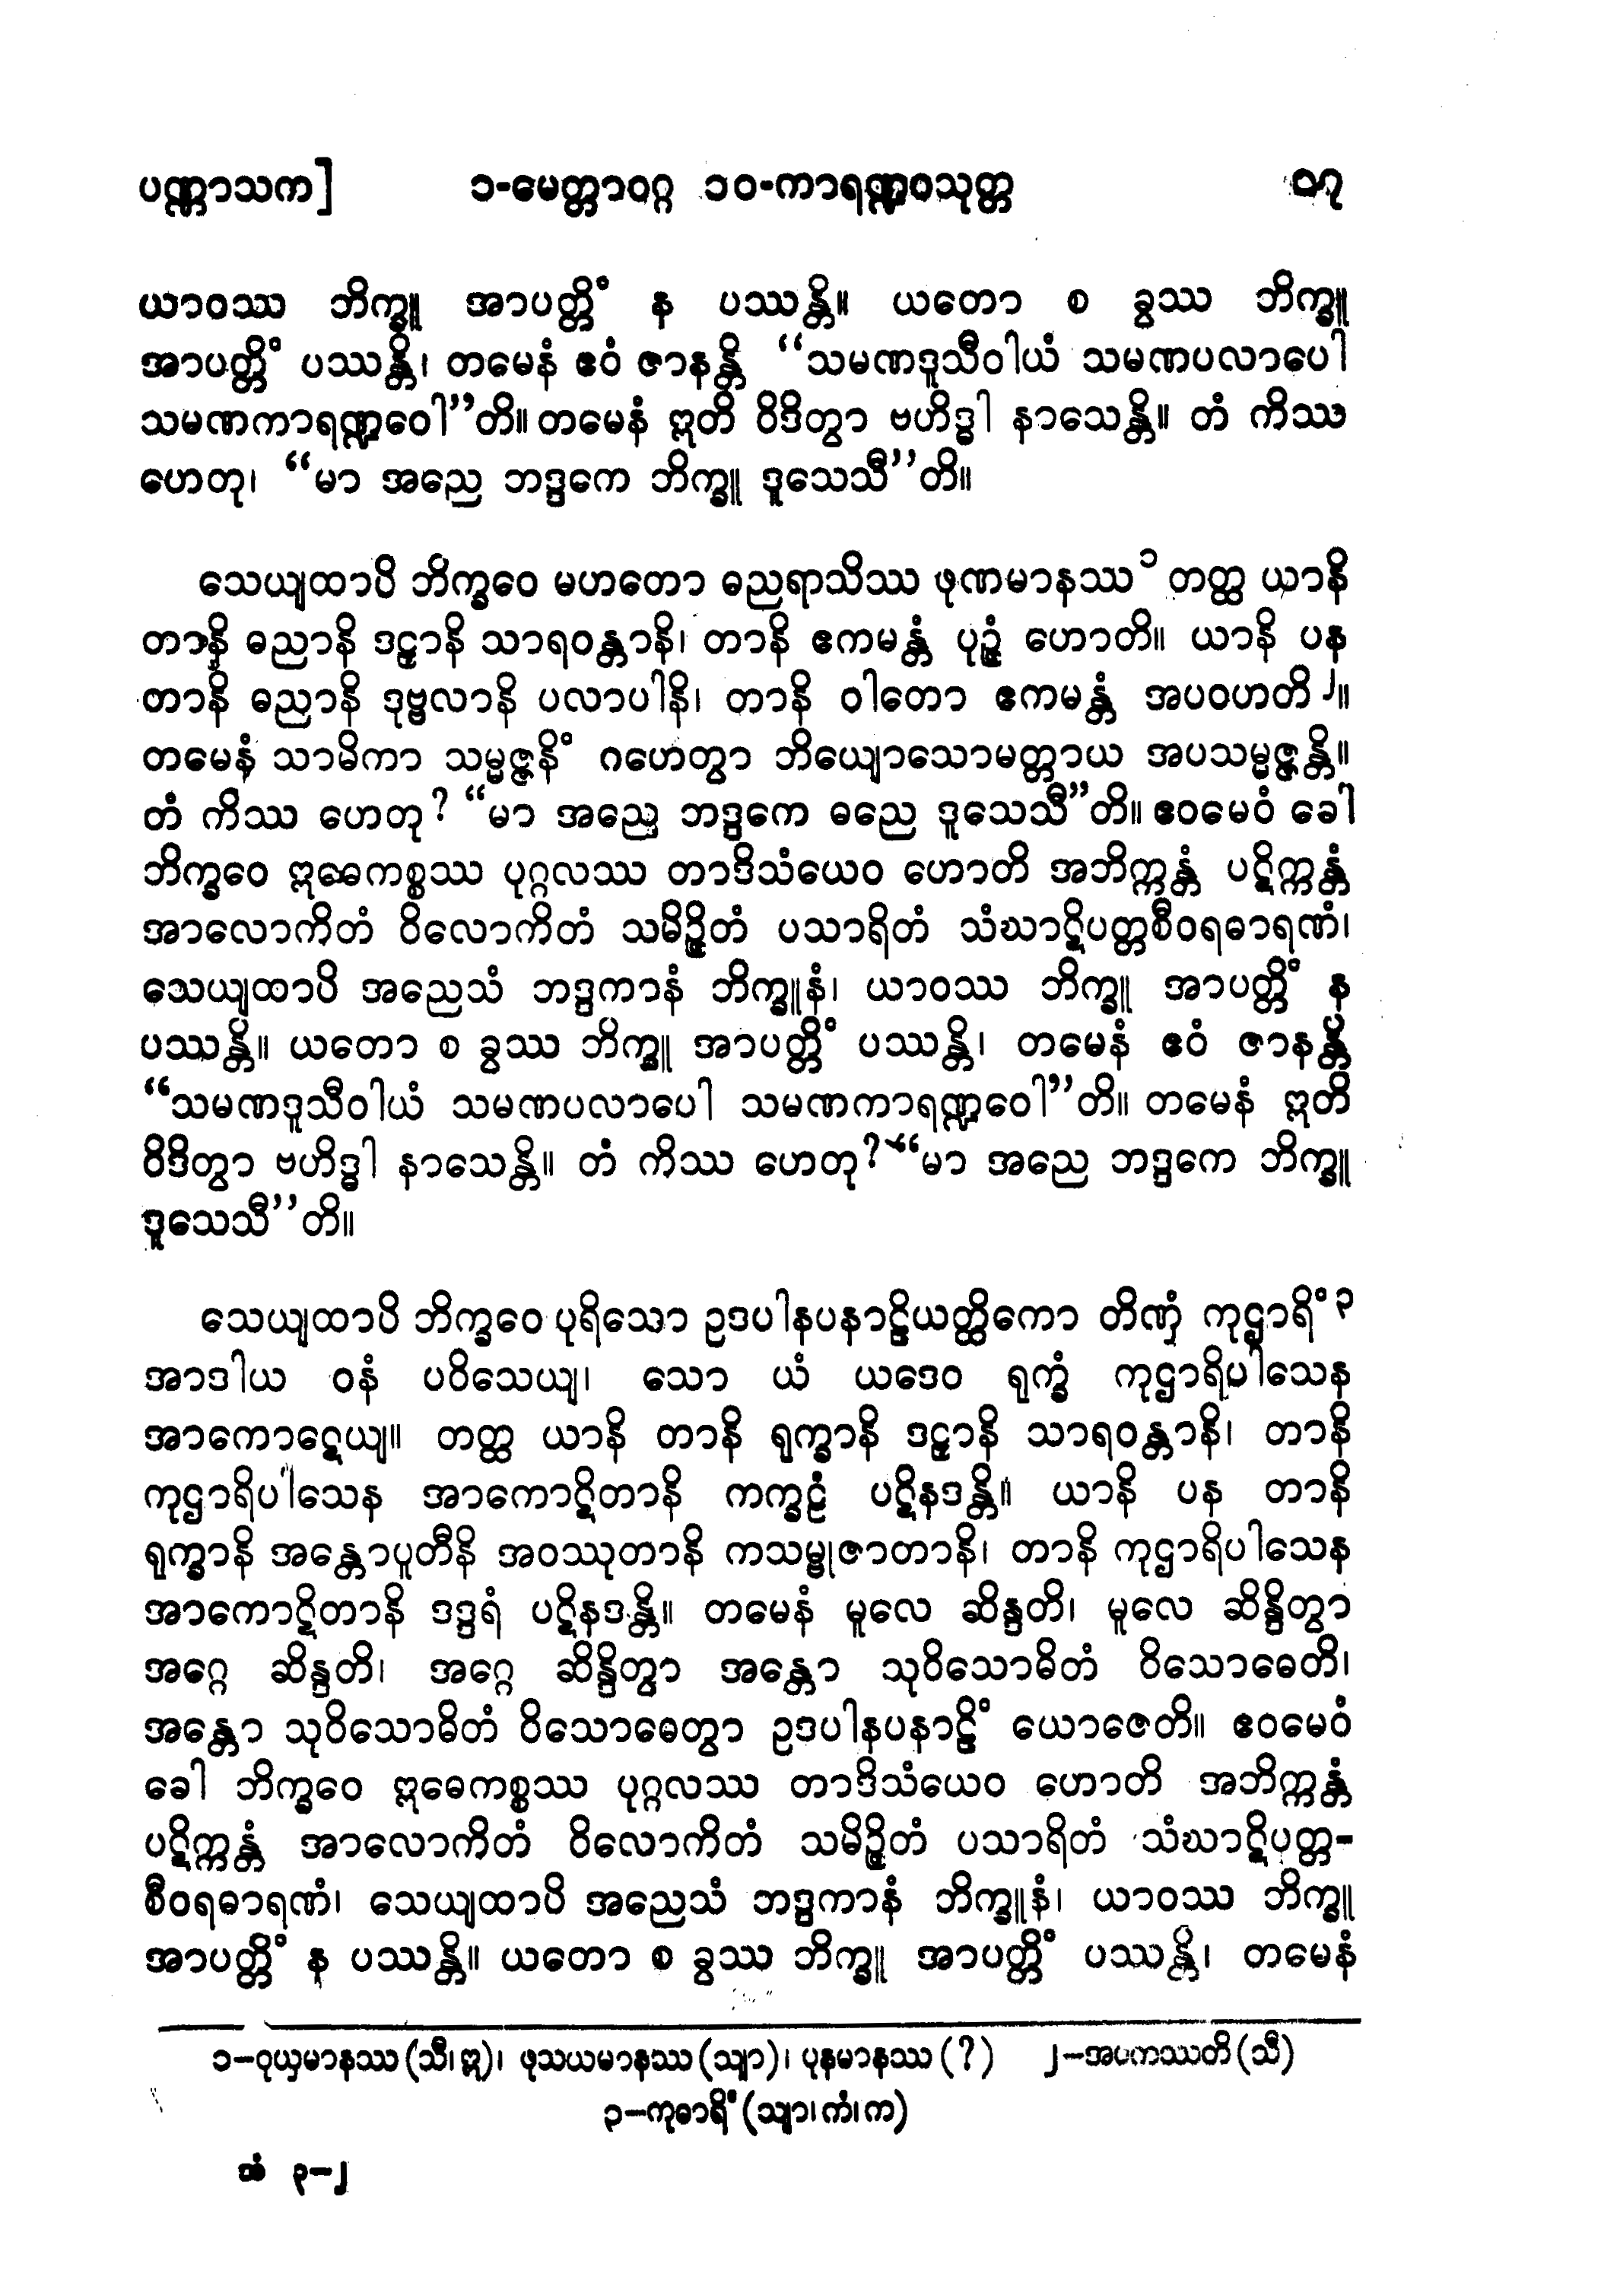 ပဏ္ဏာသက] ၁-မေတ္တာဝဂ္ဂ ၁၀-ကာရဏ္ဍဝသုတ္တ ၁၇
ယာဝဿ ဘိက္ခူ အာပတ္တိံ န ပဿန္တိ။ ယတော စ ခွဿ ဘိက္ခူ
အာပတ္တိံ ပဿန္တိ၊ တမေနံ ဧဝံ ဇာနန္တိ “သမဏဒူသီဝါယံ သမဏပလာပေါ
သမဏကာရဏ္ဍဝေါ”တိ။ တမေနံ ဣတိ ဝိဒိတွာ ဗဟိဒ္ဓါ နာသေန္တိ။ တံ ကိဿ
ဟေတု၊ “မာ အညေ ဘဒ္ဒကေ ဘိက္ခူ ဒူသေသီ”တိ။
သေယျထာပိ ဘိက္ခဝေ မဟတော ဓညရာသိဿ ဖုဏမာနဿ ၁ တတ္ထ ယာနိ
တာနိ ဓညာနိ ဒဠှာနိ သာရဝန္တာနိ၊ တာနိ ဧကမန္တံ ပုဉ္ဇံ ဟောတိ။ ယာနိ ပန
တာနိ ဓညာနိ ဒုဗ္ဗလာနိ ပလာပါနိ၊ တာနိ ဝါတော ဧကမန္တံ အပဝဟတိ ၂။
တမေနံ သာမိကာ သမ္မဇ္ဇနိံ ဂဟေတွာ ဘိယျောသောမတ္တာယ အပသမ္မဇ္ဇန္တိ။
တံ ကိဿ ဟေတု? “မာ အညေ ဘဒ္ဒကေ ဓညေ ဒူသေသီ”တိ။ ဧဝမေဝံ ခေါ
ဘိက္ခဝေ ဣဓေကစ္စဿ ပုဂ္ဂလဿ တာဒိသံယေဝ ဟောတိ အဘိက္ကန္တံ ပဋိက္ကန္တံ
အာလောကိတံ ဝိလောကိတံ သမိဉ္ဇိတံ ပသာရိတံ သံဃာဋိပတ္တစီဝရဓာရဏံ၊
သေယျထာပိ အညေသံ ဘဒ္ဒကာနံ ဘိက္ခူနံ၊ ယာဝဿ ဘိက္ခူ အာပတ္တိံ န
ပဿန္တိ။ ယတော စ ခွဿ ဘိက္ခူ အာပတ္တိံ ပဿန္တိ၊ တမေနံ ဧဝံ ဇာနန္တိ
“သမဏဒူသီဝါယံ သမဏပလာပေါ သမဏကာရဏ္ဍဝေါ”တိ။ တမေနံ ဣတိ
ဝိဒိတွာ ဗဟိဒ္ဓါ နာသေန္တိ။ တံ ကိဿ ဟေတု? “မာ အညေ ဘဒ္ဒကေ ဘိက္ခူ
ဒူသေသီ”တိ။
သေယျထာပိ ဘိက္ခဝေ ပုရိသော ဥဒပါနပနာဠိယတ္ထိကော တိဏှံ ကုဌာရိံ ၃
အာဒါယ ဝနံ ပဝိသေယျ၊ သော ယံ ယဒေဝ ရုက္ခံ ကုဌာရိပါသေန
အာကောဋေယျ။ တတ္ထ ယာနိ တာနိ ရုက္ခာနိ ဒဠှာနိ သာရဝန္တာနိ၊ တာနိ
ကုဌာရိပါသေန အာကောဋိတာနိ ကက္ခဠံ ပဋိနဒန္တိ။ ယာနိ ပန တာနိ
ရုက္ခာနိ အန္တောပူတီနိ အဝဿုတာနိ ကသမ္ဗုဇာတာနိ၊ တာနိ ကုဌာရိပါသေန
အာကောဋိတာနိ ဒဒ္ဒရံ ပဋိနဒန္တိ။ တမေနံ မူလေ ဆိန္ဒတိ၊ မူလေ ဆိန္ဒိတွာ
အဂ္ဂေ ဆိန္ဒတိ၊ အဂ္ဂေ ဆိန္ဒိတွာ အန္တော သုဝိသောဓိတံ ဝိသောဓေတိ၊
အန္တော သုဝိသောဓိတံ ဝိသောဓေတွာ ဥဒပါနပနာဠိံ ယောဇေတိ။ ဧဝမေဝံ
ခေါ ဘိက္ခဝေ ဣဓေကစ္စဿ ပုဂ္ဂလဿ တာဒိသံယေဝ ဟောတိ အဘိက္ကန္တံ
ပဋိက္ကန္တံ အာလောကိတံ ဝိလောကိတံ သမိဉ္ဇိတံ ပသာရိတံ သံဃာဋိပတ္တ-
စီဝရဓာရဏံ၊ သေယျထာပိ အညေသံ ဘဒ္ဒကာနံ ဘိက္ခူနံ၊ ယာဝဿ ဘိက္ခူ
အာပတ္တိံ န ပဿန္တိ။ ယတော စ ခွဿ ဘိက္ခူ အာပတ္တိံ ပဿန္တိ၊ တမေနံ
၁–ဝုယှမာနဿ (သီ၊ဣ)၊ ဖုသယမာနဿ (သျာ)၊ ပုနမာနဿ (?) ၂–အပကဿတိ (သီ)
၃–ကုဓာရိံ (သျာ၊ကံ၊က)
အံ ၃–၂